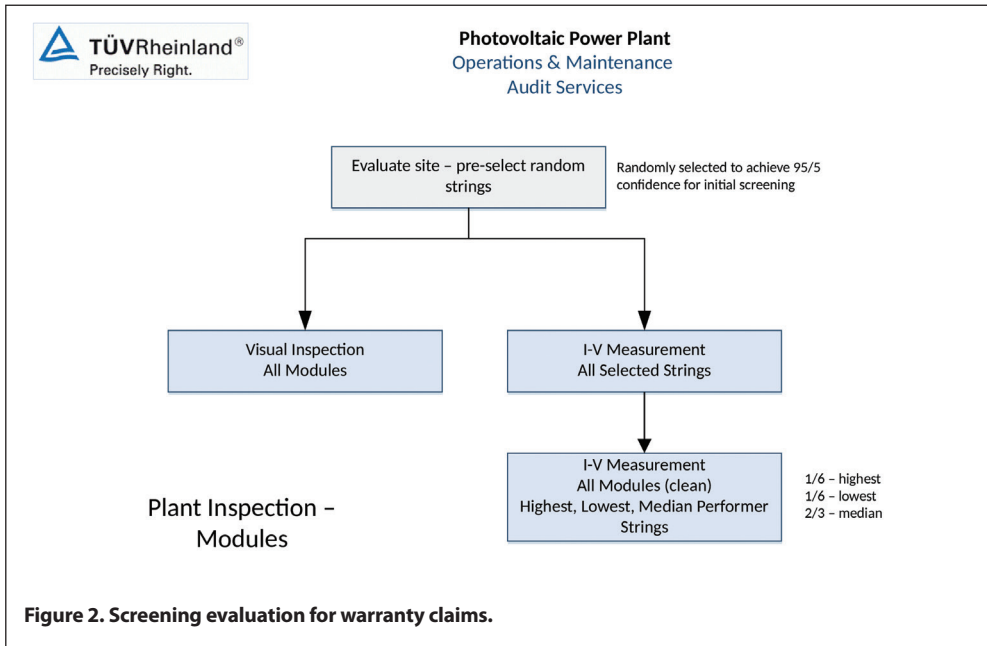 TÜVRheinland®
Precisely Right.
Photovoltaic Power Plant
Operations & Maintenance
Audit Services
Evaluate site – pre-select random
strings
Randomly selected to achieve 95/5
confidence for initial screening
Visual Inspection
All Modules
I-V Measurement
All Selected Strings
I-V Measurement
All Modules (clean)
Highest, Lowest, Median Performer
Strings
1/6 – highest
1/6 – lowest
2/3 – median
Plant Inspection –
Modules
Figure 2. Screening evaluation for warranty claims.